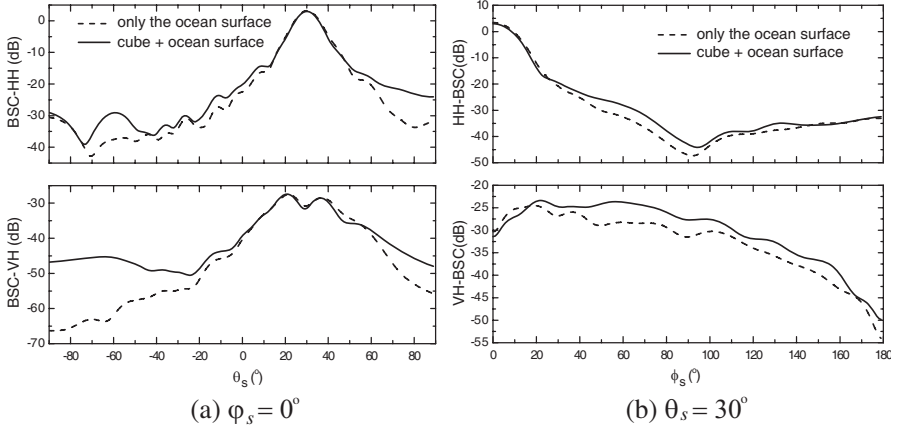 only the ocean surface
cube + ocean surface
BSC-HH (dB)
0
-10
-20
-30
-40
BSC-VH (dB)
-30
-40
-50
-60
-70
-80 -60 -40 -20 0 20 40 60 80
θs (°)
(a) φs = 0°
only the ocean surface
cube + ocean surface
HH-BSC(dB)
10
0
-10
-20
-30
-40
-50
VH-BSC(dB)
-20
-25
-30
-35
-40
-45
-50
-55
0 20 40 60 80 100 120 140 160 180
ϕs(°)
(b) θs = 30°